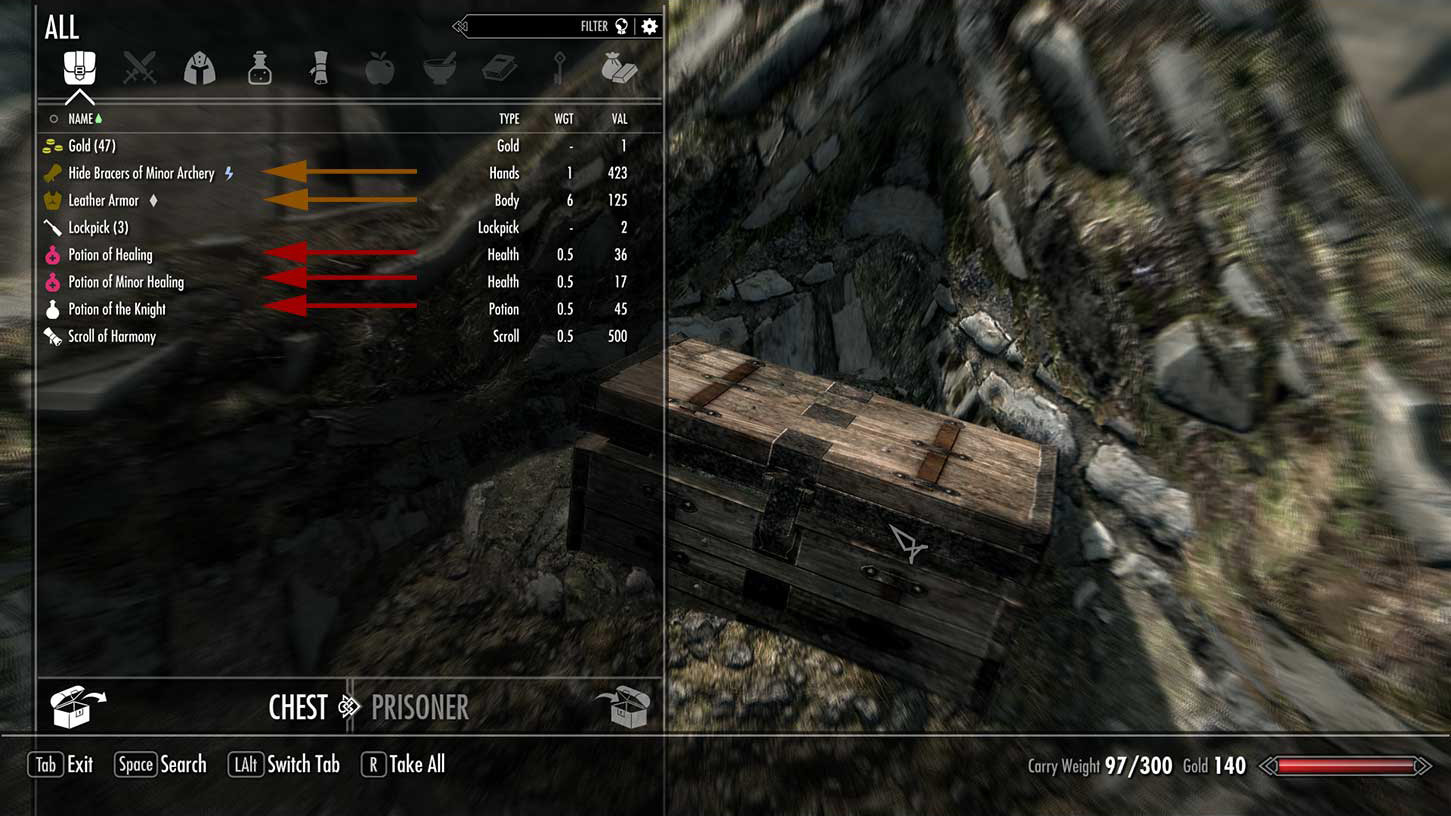 ALL
FILTER
NAME TYPE WGT VAL
Gold (47) Gold - 1
Hide Bracers of Minor Archery Hands 1 423
Leather Armor Body 6 125
Lockpick (3) Lockpick - 2
Potion of Healing Health 0.5 36
Potion of Minor Healing Health 0.5 17
Potion of the Knight Potion 0.5 45
Scroll of Harmony Scroll 0.5 500
CHEST PRISONER
Tab Exit Space Search LAlt Switch Tab R Take All Carry Weight 97/300 Gold 140